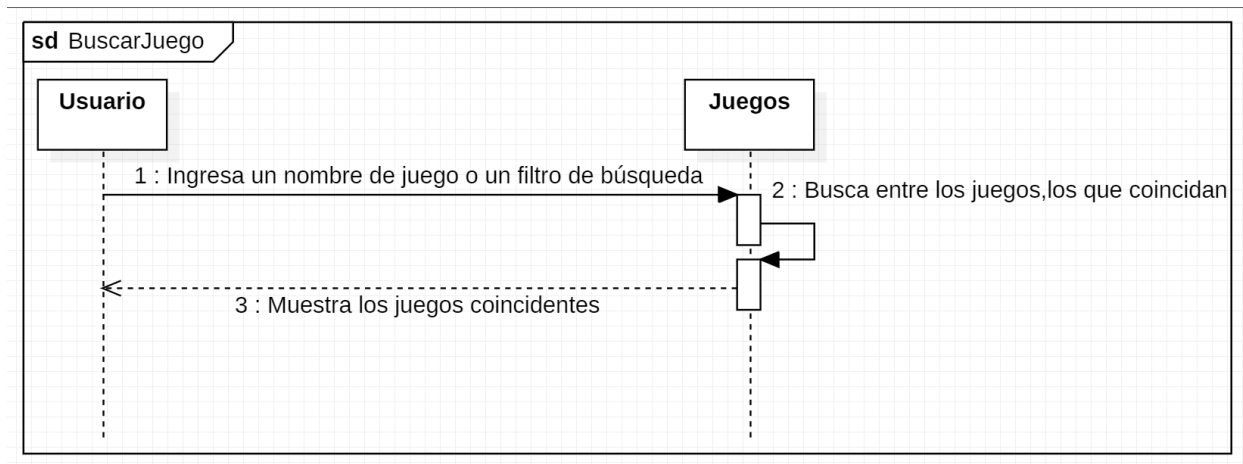 sd BuscarJuego
Usuario
Juegos
1 : Ingresa un nombre de juego o un filtro de búsqueda
2 : Busca entre los juegos,los que coincidan
3 : Muestra los juegos coincidentes